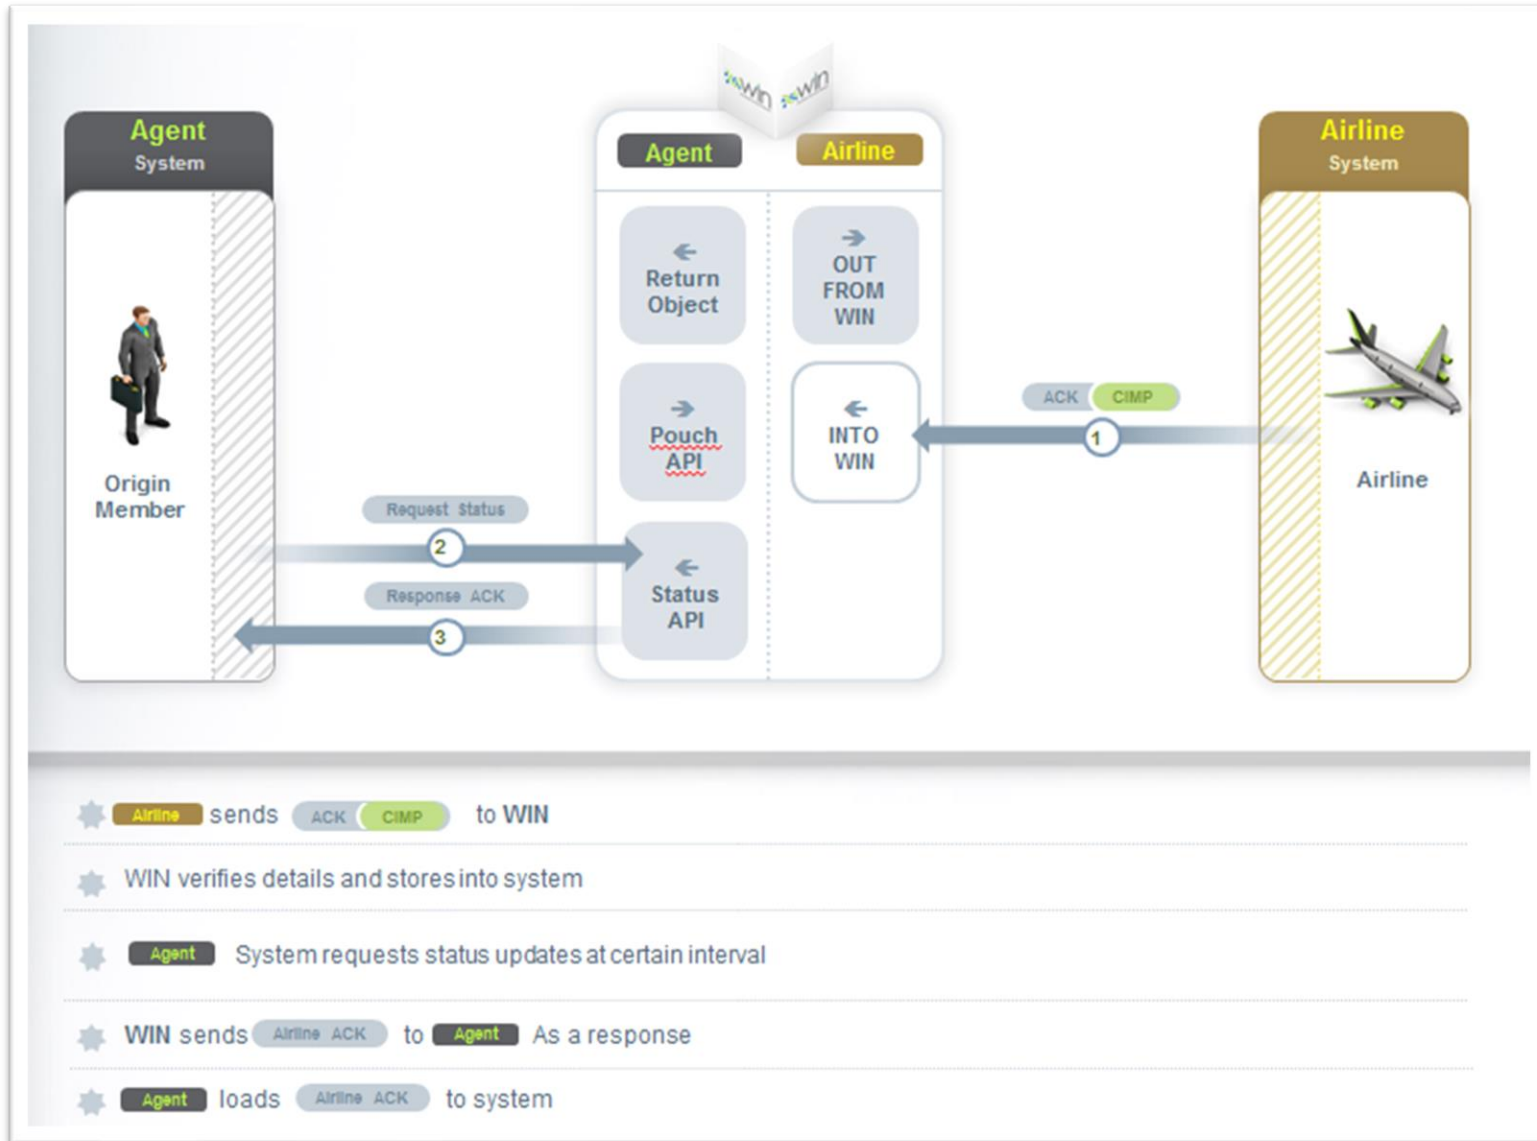 win win
Agent
System
Agent
Airline
Airline
System
Return
Object
OUT
FROM
WIN
Pouch
API
INTO
WIN
ACK CIMP
1
Origin
Member
Airline
Request Status
2
Status
API
Response ACK
3
Airline sends ACK CIMP to WIN
WIN verifies details and stores into system
Agent System requests status updates at certain interval
WIN sends Airline ACK to Agent As a response
Agent loads Airline ACK to system